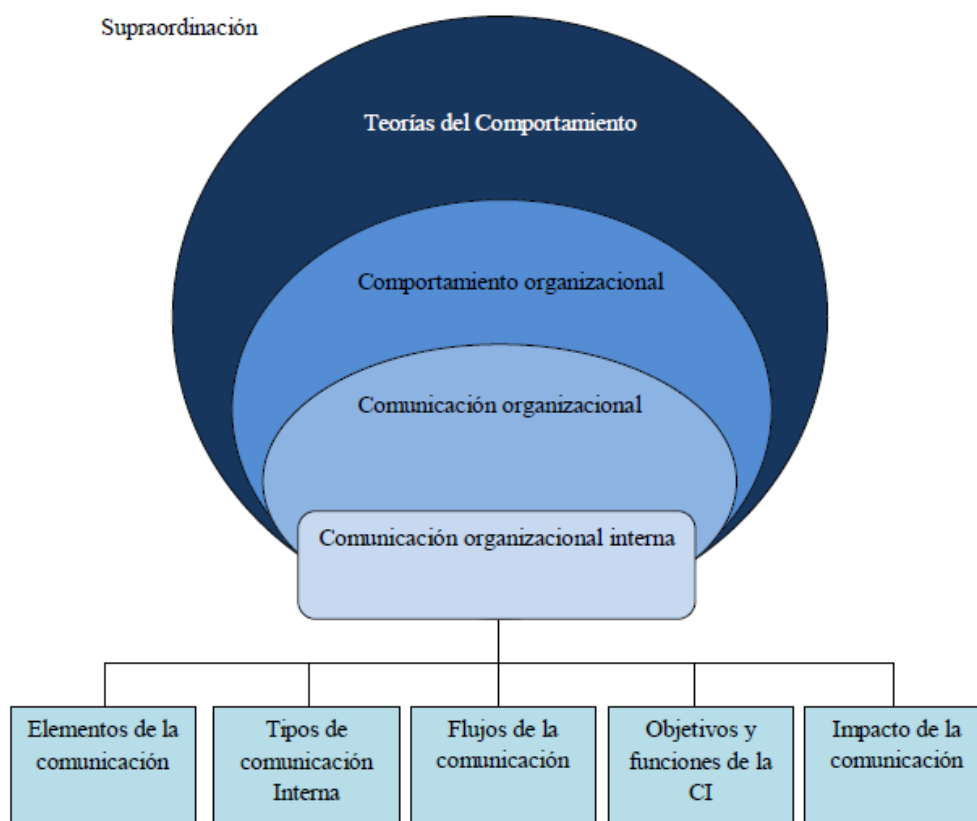 Supraordinación
Teorías del Comportamiento
Comportamiento organizacional
Comunicación organizacional
Comunicación organizacional interna
Elementos de la
comunicación
Tipos de
comunicación
Interna
Flujos de la
comunicación
Objetivos y
funciones de la
CI
Impacto de la
comunicación